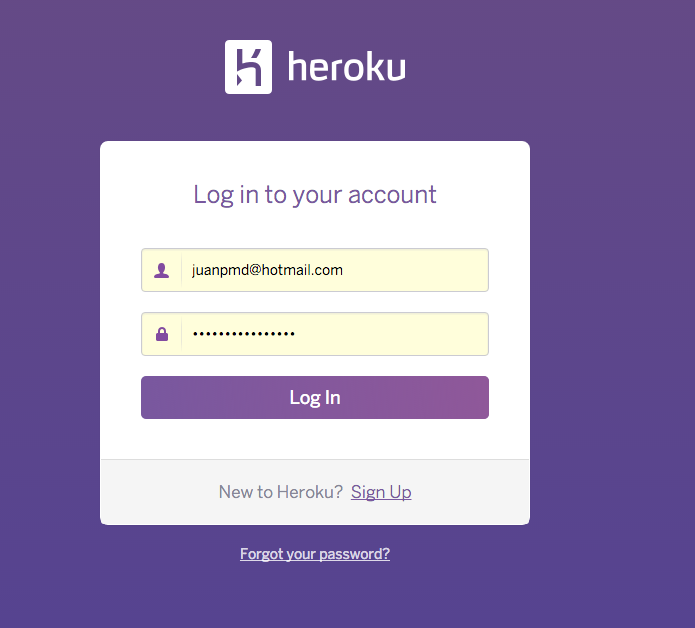 heroku
Log in to your account
juanpmd@hotmail.com
••••••••••••••••
Log In
New to Heroku? Sign Up
Forgot your password?